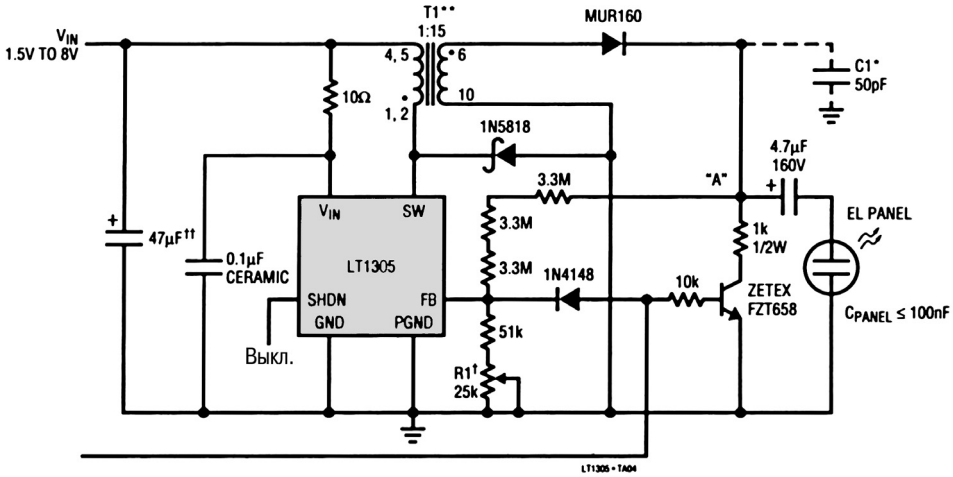 T1**
1:15
MUR160
VIN
1.5V TO 8V
4, 5
6
10Ω
1, 2
10
C1*
50pF
1N5818
4.7µF
160V
"A"
3.3M
+
EL PANEL
VIN
SW
3.3M
1k
1/2W
+
47µF††
0.1µF
CERAMIC
LT1305
3.3M
1N4148
10k
ZETEX
FZT658
SHDN
FB
CPANEL ≤ 100nF
GND
PGND
51k
Выкл.
R1†
25k
LT1305 • TA04